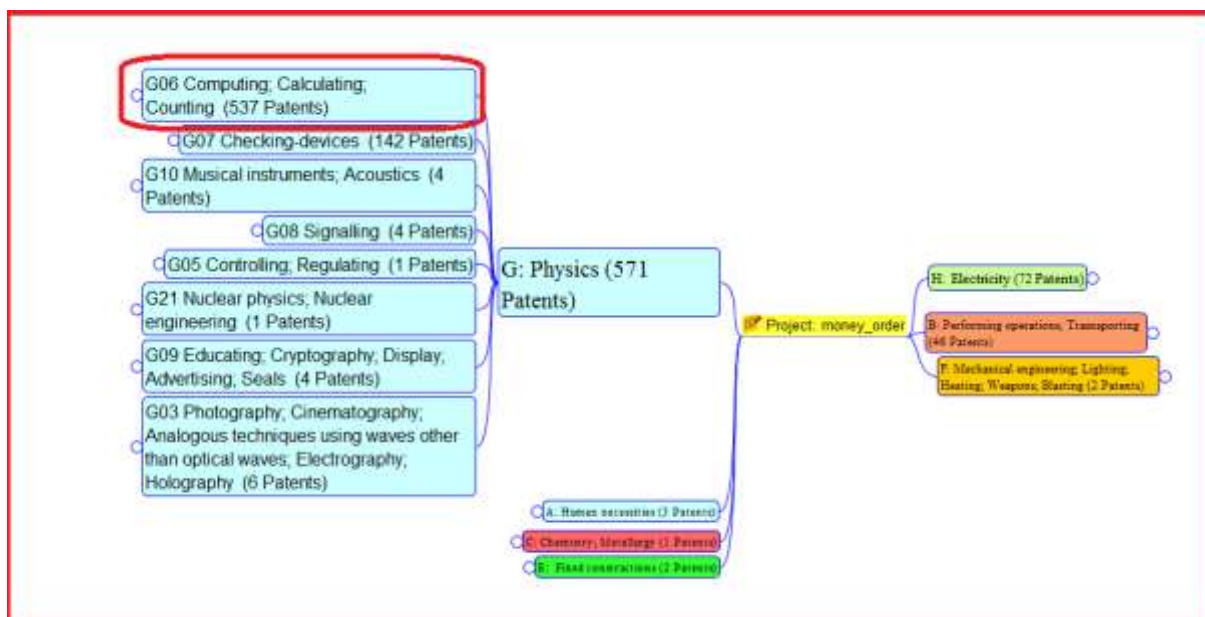 G06 Computing; Calculating;
Counting (537 Patents)
G07 Checking-devices (142 Patents)
G10 Musical instruments; Acoustics (4
Patents)
G08 Signalling (4 Patents)
G05 Controlling; Regulating (1 Patents)
G21 Nuclear physics; Nuclear
engineering (1 Patents)
G09 Educating; Cryptography; Display;
Advertising; Seals (4 Patents)
G03 Photography; Cinematography;
Analogous techniques using waves other
than optical waves; Electrography;
Holography (6 Patents)
G: Physics (571
Patents)
Project: money_order
H: Electricity (72 Patents)
B: Performing operations; Transporting
(46 Patents)
F: Mechanical engineering; Lighting;
Heating; Weapons; Blasting (2 Patents)
A: Human necessities (3 Patents)
C: Chemistry; Metallurgy Patents)
E: Fixed constructions (2 Patents)